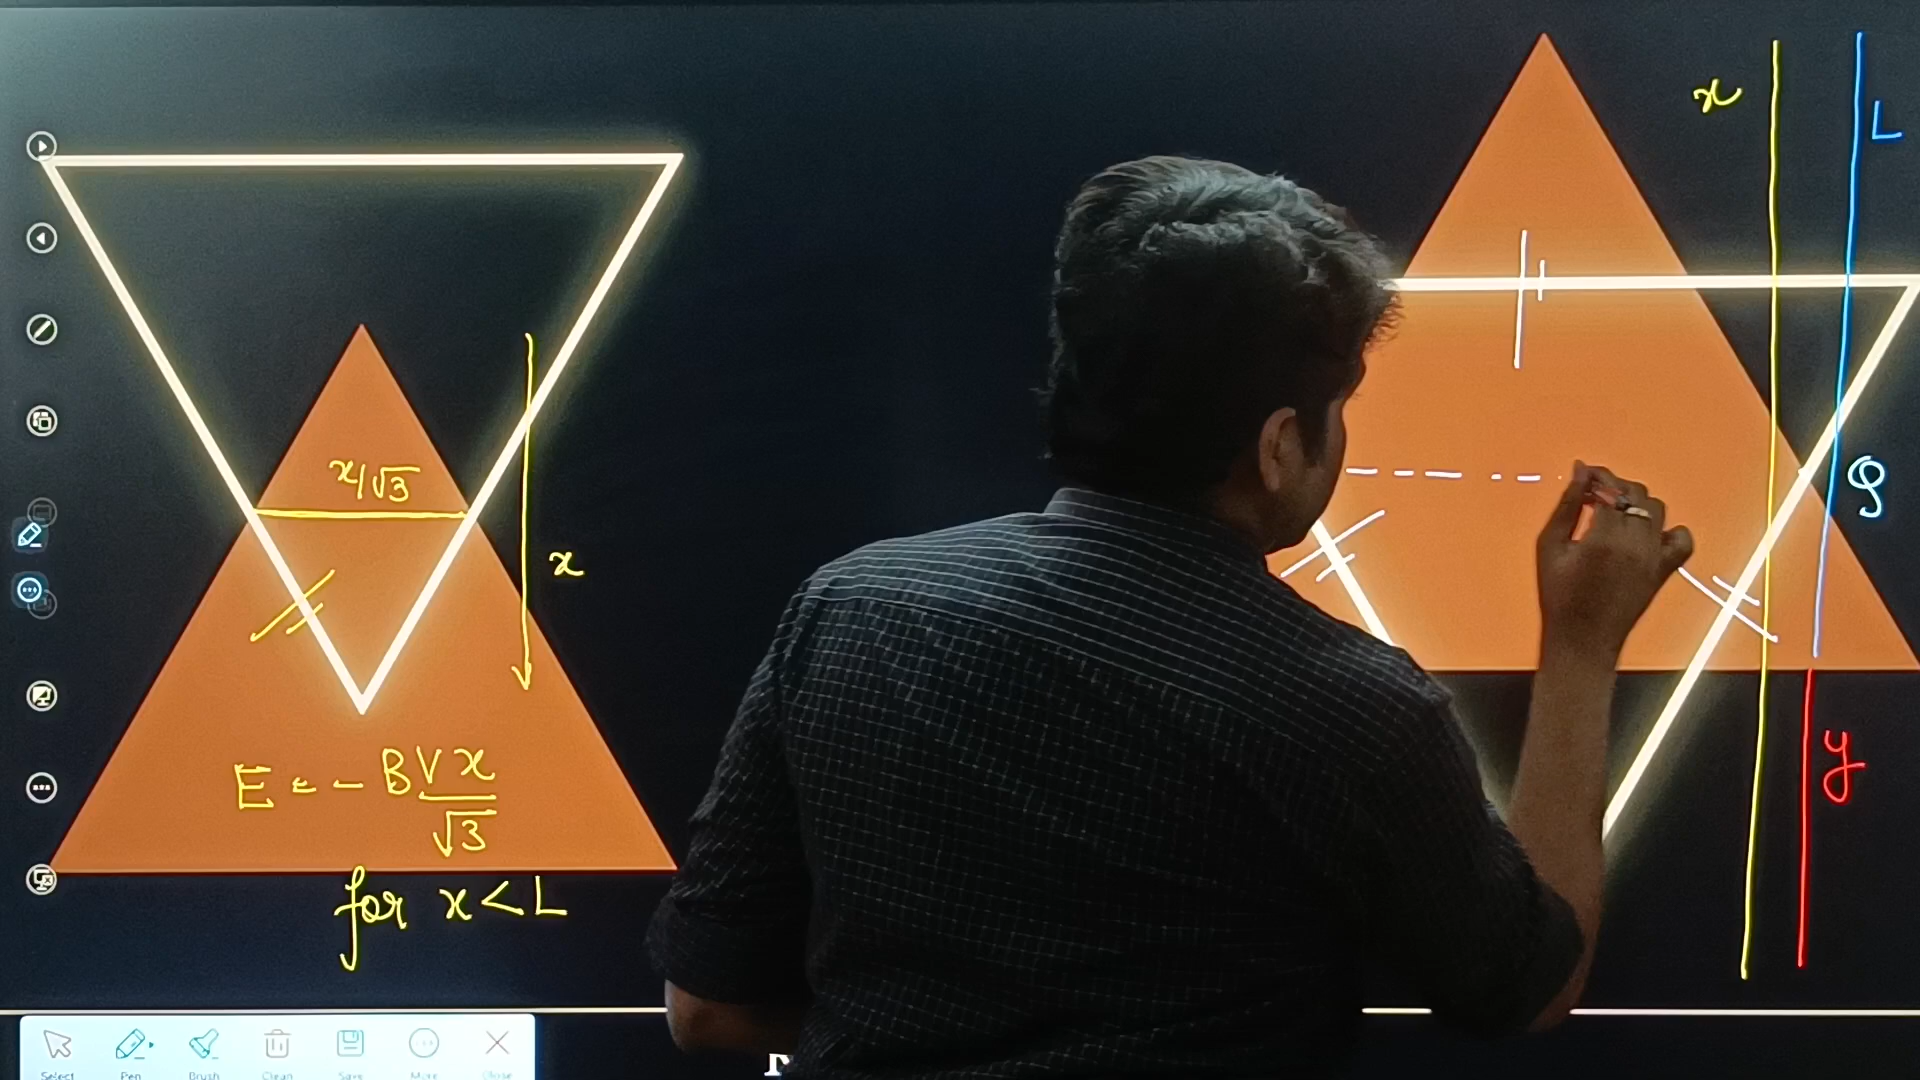 x/√3
x
E = - BVx/√3
for x < L
x
L
y
Select
Pen
Brush
Clean
Save
More
Close